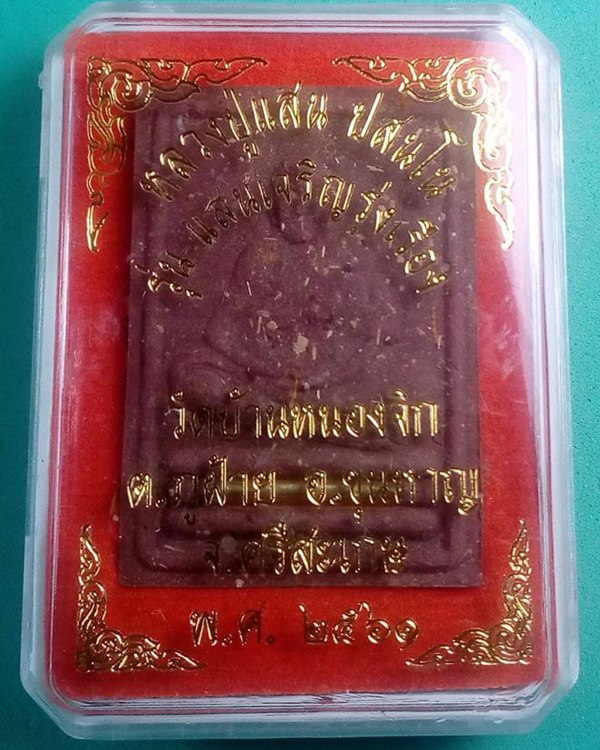 หลวงปู่แสน ปสนฺโน
รุ่น แสนเจริญรุ่งเรือง
วัดบ้านหนองจิก
ต.ภูฝ้าย อ.ขุนหาญ
จ.ศรีสะเกษ
พ.ศ. ๒๕๖๑